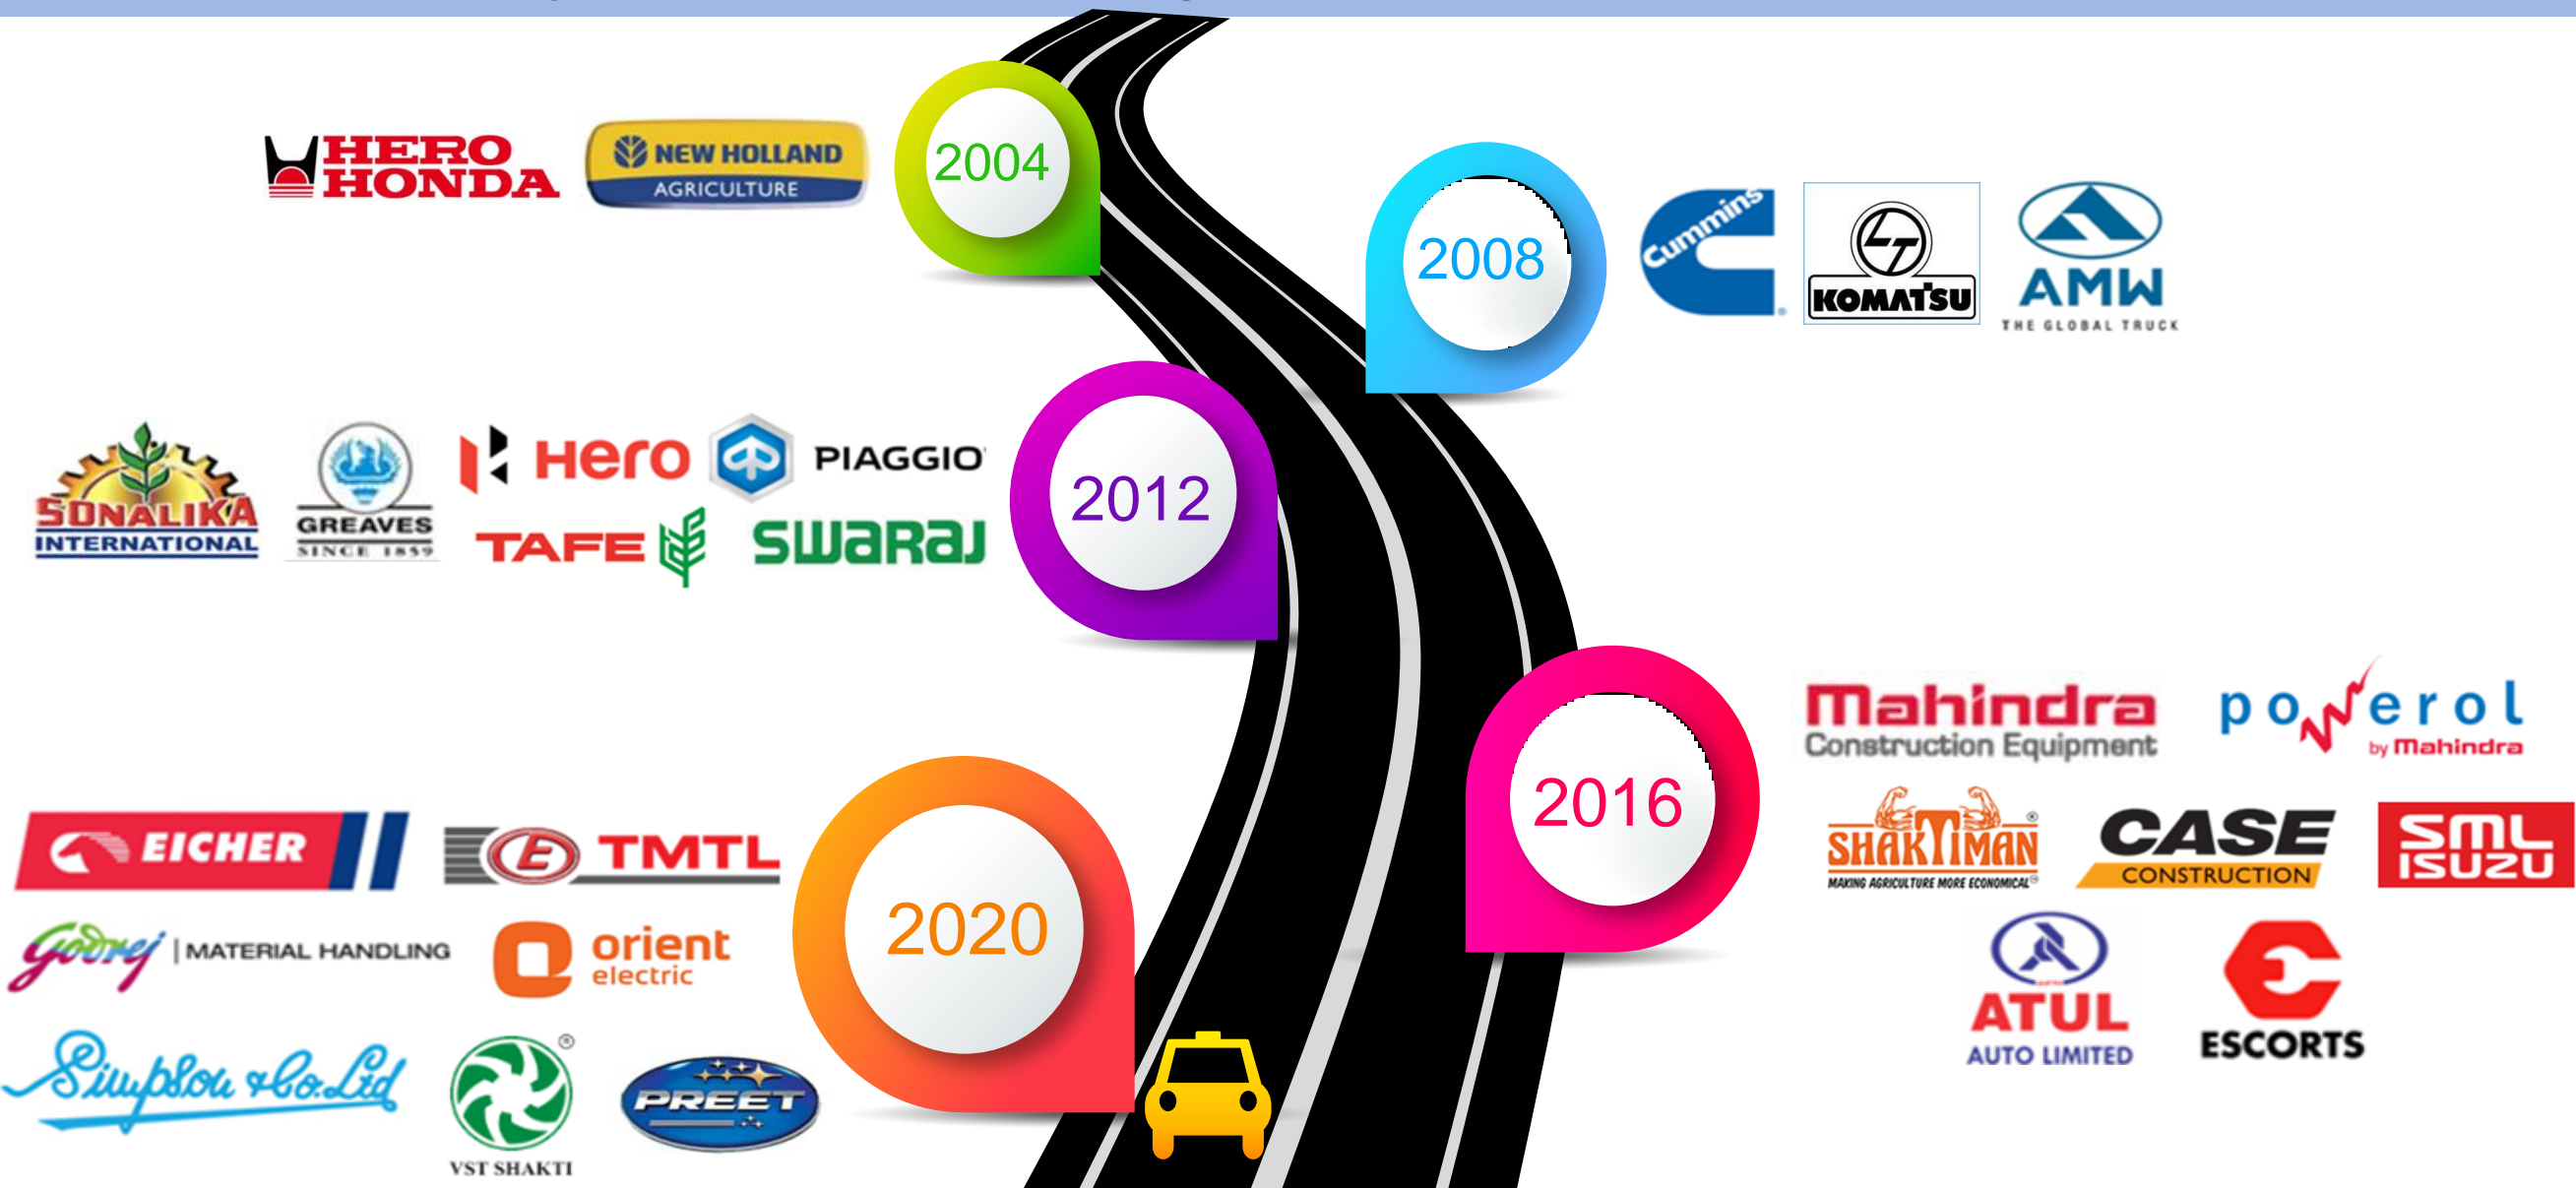 HERO
HONDA
NEW HOLLAND
AGRICULTURE
2004
2008
Cummins
LT
KOMATSU
AMW
THE GLOBAL TRUCK
SONALIKA
INTERNATIONAL
GREAVES
SINCE 1859
Hero
PIAGGIO
TAFE
SWARAJ
2012
2016
Mahindra
Construction Equipment
powerol
by Mahindra
SHAKTIMAN
MAKING AGRICULTURE MORE ECONOMICAL
CASE
CONSTRUCTION
SML
ISUZU
ATUL
AUTO LIMITED
ESCORTS
EICHER
E TMTL
Godrej | MATERIAL HANDLING
orient
electric
2020
Simpson & Co. Ltd
VST SHAKTI
PREET